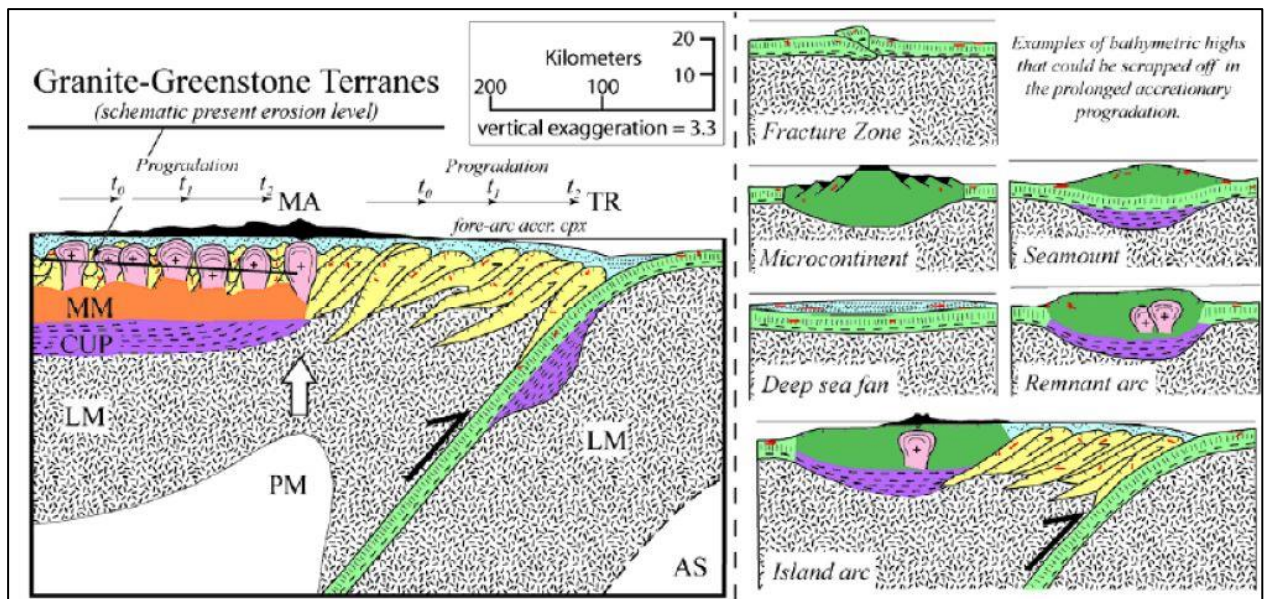 Granite-Greenstone Terranes
(schematic present erosion level)
Kilometers
20
10
200
100
vertical exaggeration = 3.3
Progradation
t0 t1 t2
MA
Progradation
t0 t1 t2
TR
fore-arc accr. cpx
MM
CUP
LM
PM
LM
AS
Fracture Zone
Examples of bathymetric highs
that could be scrapped off in
the prolonged accretionary
progradation.
Microcontinent
Seamount
Deep sea fan
Remnant arc
Island arc